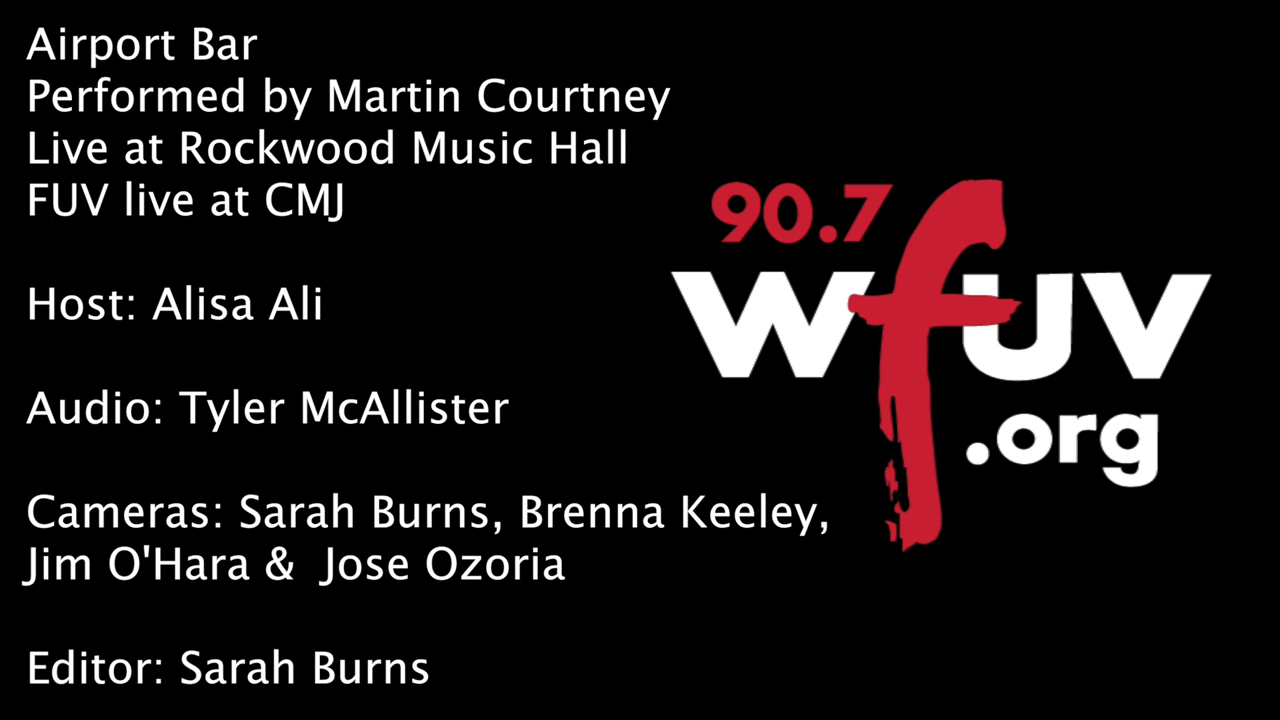 Airport Bar
Performed by Martin Courtney
Live at Rockwood Music Hall
FUV live at CMJ
Host: Alisa Ali
Audio: Tyler McAllister
Cameras: Sarah Burns, Brenna Keeley,
Jim O'Hara &  Jose Ozoria
Editor: Sarah Burns
90.7
wfuv
.org